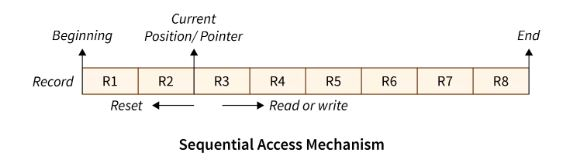 Current
Beginning Position/ Pointer End
Record R1 R2 R3 R4 R5 R6 R7 R8
Reset Read or write
Sequential Access Mechanism